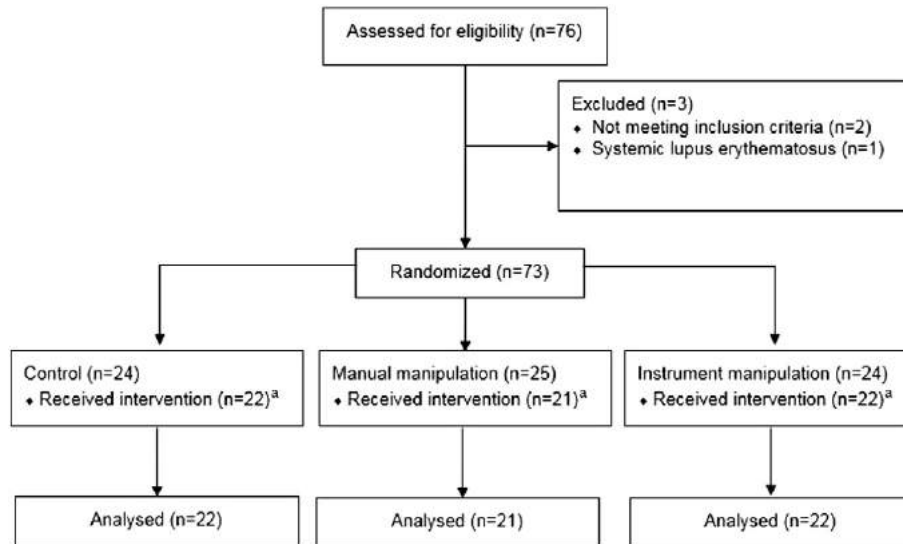 Assessed for eligibility (n=76)
Excluded (n=3)
♦ Not meeting inclusion criteria (n=2)
♦ Systemic lupus erythematosus (n=1)
Randomized (n=73)
Control (n=24)
♦ Received intervention (n=22)ᵃ
Manual manipulation (n=25)
♦ Received intervention (n=21)ᵃ
Instrument manipulation (n=24)
♦ Received intervention (n=22)ᵃ
Analysed (n=22)
Analysed (n=21)
Analysed (n=22)